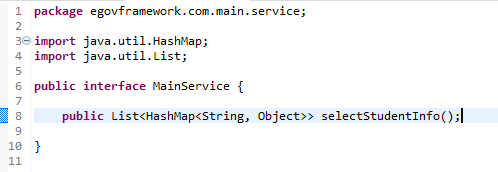 1 package egovframework.com.main.service;
2
3 import java.util.HashMap;
4 import java.util.List;
5
6 public interface MainService {
7
8     public List<HashMap<String, Object>> selectStudentInfo();
9
10 }
11